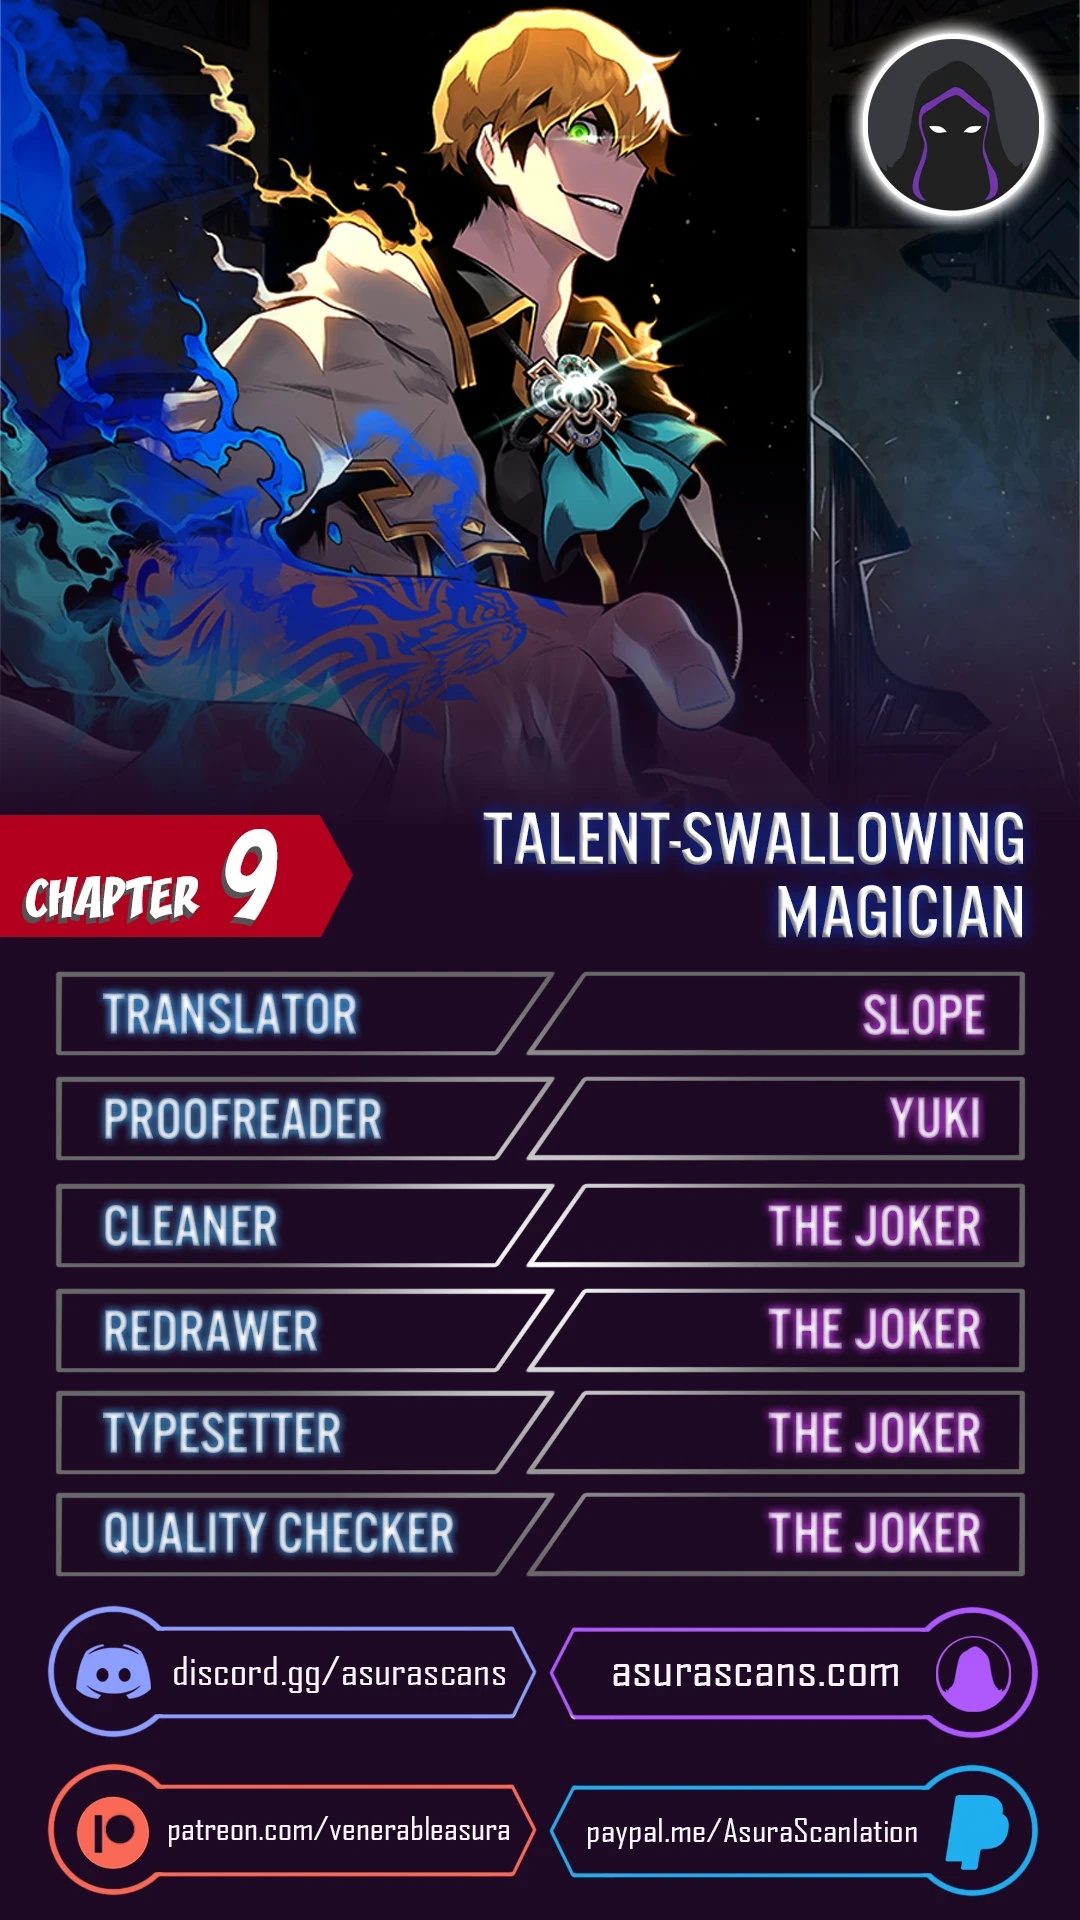 CHAPTER 9
TALENT-SWALLOWING
MAGICIAN
TRANSLATOR SLOPE
PROOFREADER YUKI
CLEANER THE JOKER
REDRAWER THE JOKER
TYPESETTER THE JOKER
QUALITY CHECKER THE JOKER
discord.gg/asurascans asurascans.com
patreon.com/venerableasura paypal.me/AsuraScanlation